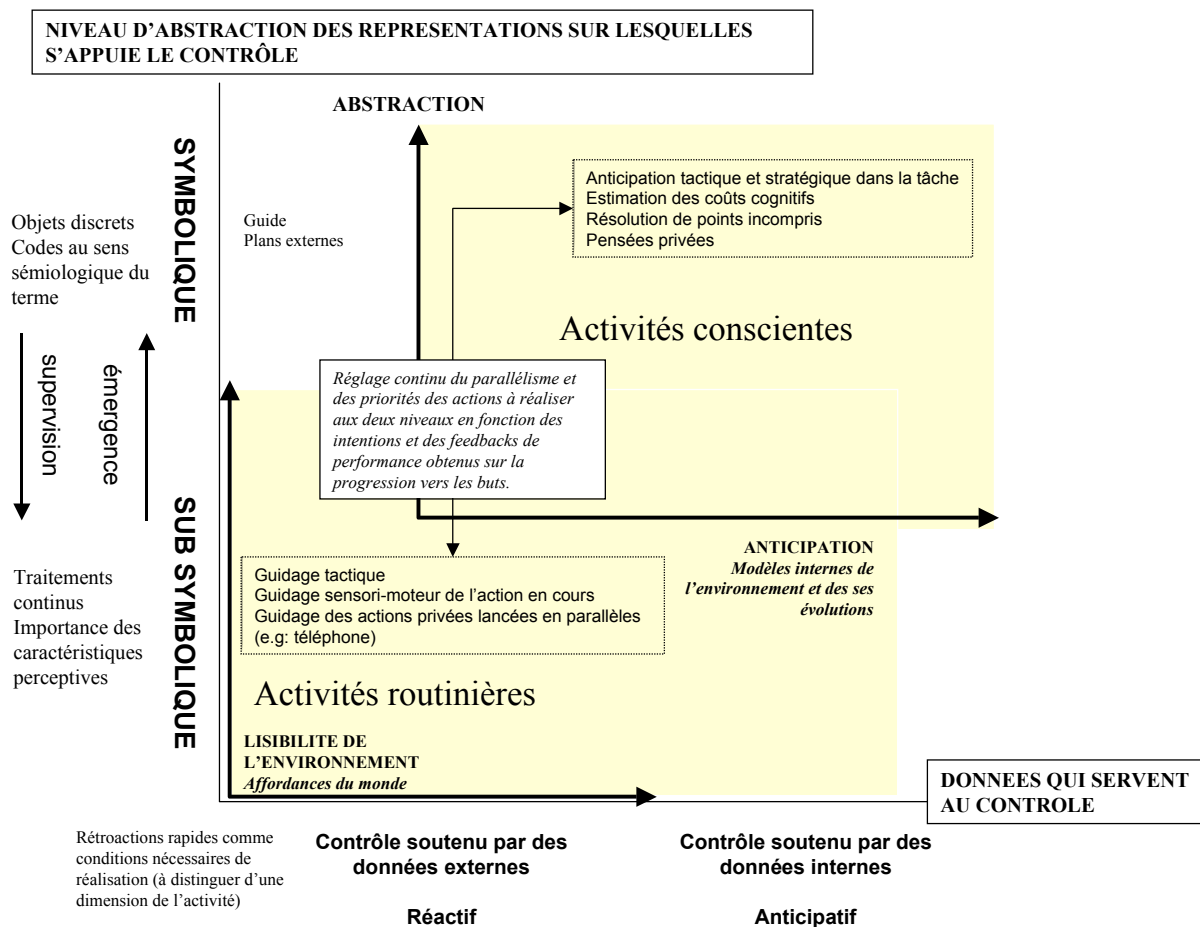 NIVEAU D'ABSTRACTION DES REPRESENTATIONS SUR LESQUELLES
S'APPUIE LE CONTRÔLE
ABSTRACTION
SYMBOLIQUE
Objets discrets
Codes au sens
sémiologique du
terme
Guide
Plans externes
Anticipation tactique et stratégique dans la tâche
Estimation des coûts cognitifs
Résolution de points incompris
Pensées privées
Activités conscientes
supervision
émergence
Réglage continu du parallélisme et
des priorités des actions à réaliser
aux deux niveaux en fonction des
intentions et des feedbacks de
performance obtenus sur la
progression vers les buts.
SUB SYMBOLIQUE
Traitements
continus
Importance des
caractéristiques
perceptives
ANTICIPATION
Modèles internes de
l'environnement et des ses
évolutions
Guidage tactique
Guidage sensori-moteur de l'action en cours
Guidage des actions privées lancées en parallèles
(e.g: téléphone)
Activités routinières
LISIBILITE DE
L'ENVIRONNEMENT
Affordances du monde
DONNEES QUI SERVENT
AU CONTROLE
Rétroactions rapides comme
conditions nécessaires de
réalisation (à distinguer d'une
dimension de l'activité)
Contrôle soutenu par des
données externes
Réactif
Contrôle soutenu par des
données internes
Anticipatif